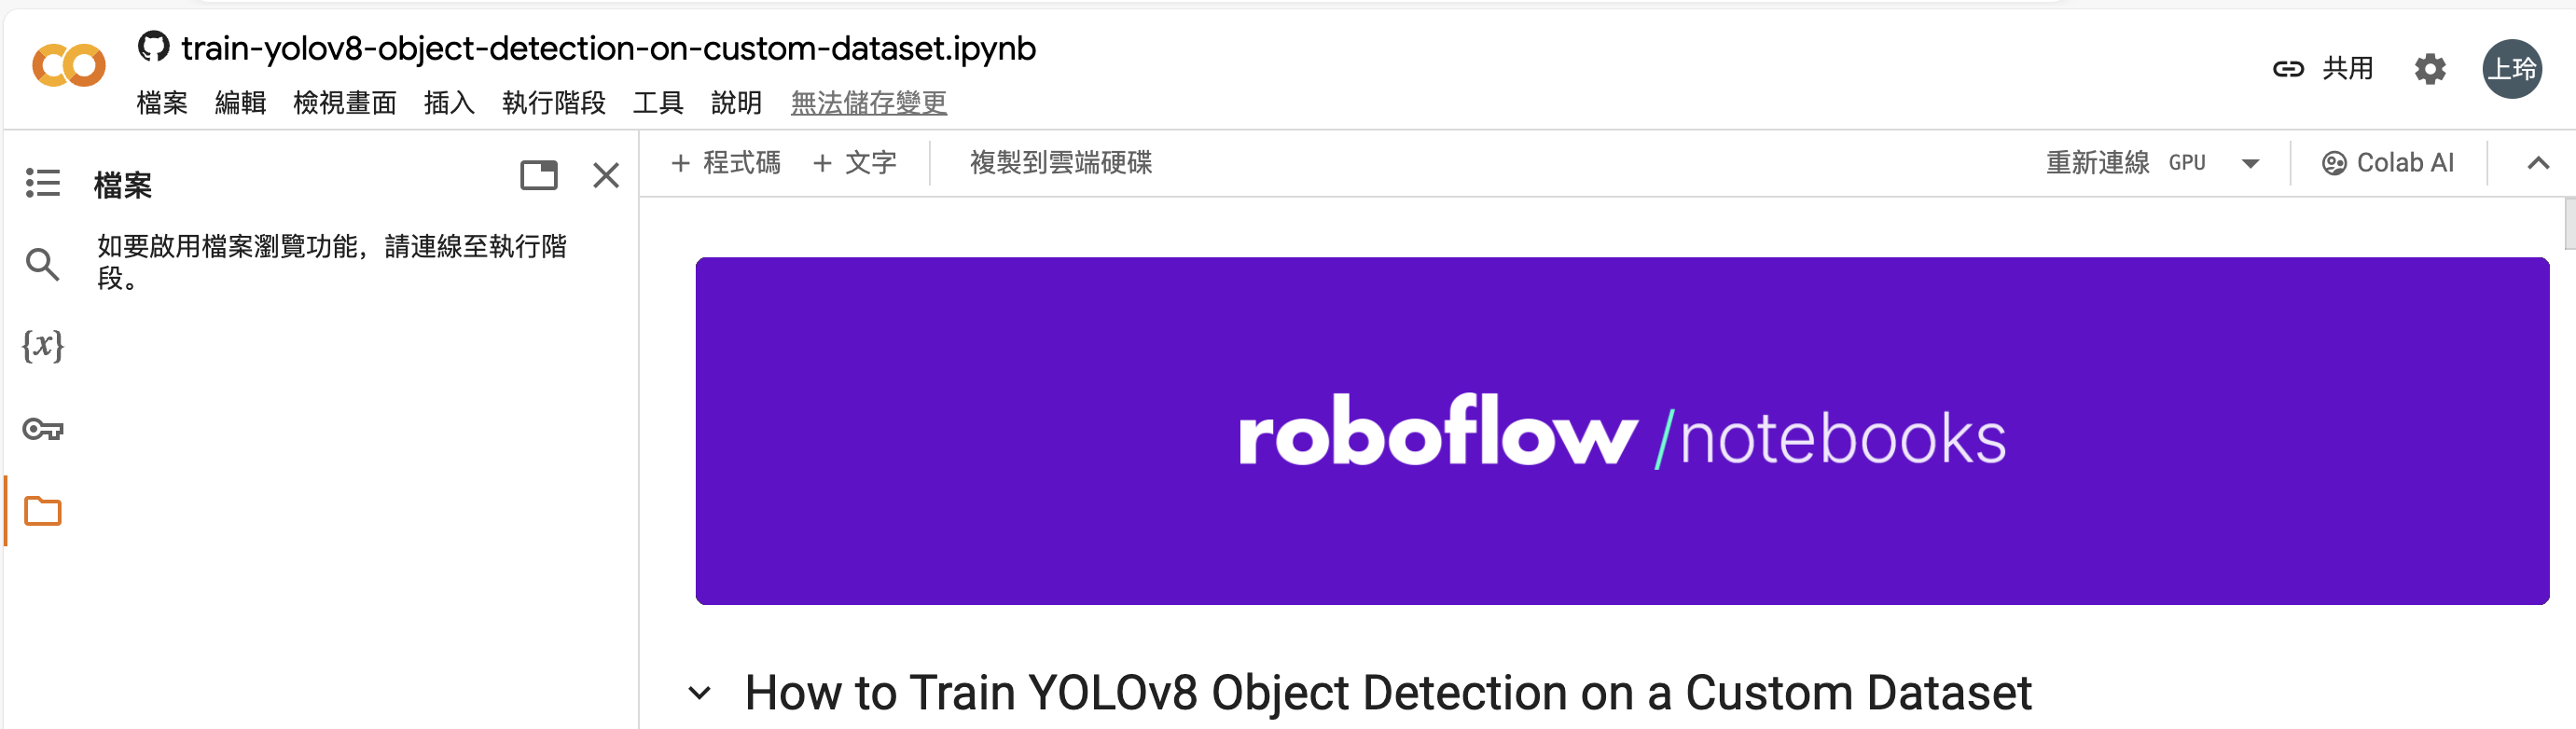 train-yolov8-object-detection-on-custom-dataset.ipynb
檔案 編輯 檢視畫面 插入 執行階段 工具 說明 無法儲存變更
共用
上玲
檔案
如要啟用檔案瀏覽功能，請連線至執行階
段。
{x}
+ 程式碼 + 文字 複製到雲端硬碟
重新連線 GPU Colab AI
roboflow /notebooks
How to Train YOLOv8 Object Detection on a Custom Dataset